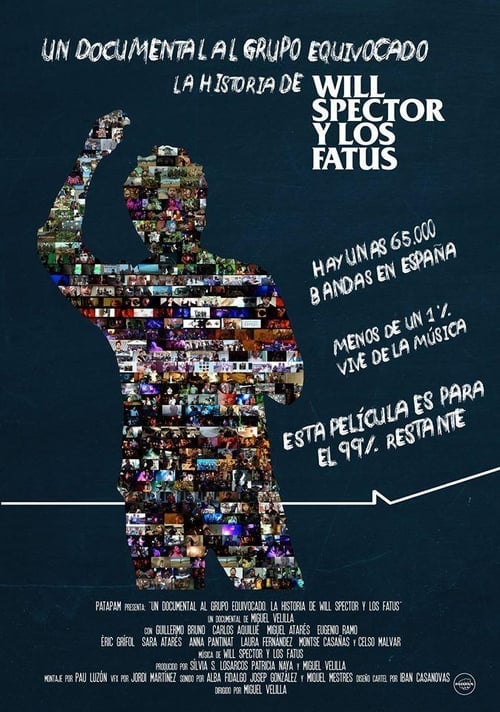 UN DOCUMENTAL AL GRUPO EQUIVOCADO
LA HISTORIA DE
WILL
SPECTOR
Y LOS
FATUS
HAY UNAS 65.000
BANDAS EN ESPAÑA
MENOS DE UN 1%
VIVE DE LA MÚSICA
ESTA PELÍCULA ES PARA
EL 99% RESTANTE
PATAPAM PRESENTA: "UN DOCUMENTAL AL GRUPO EQUIVOCADO. LA HISTORIA DE WILL SPECTOR Y LOS FATUS"
UN DOCUMENTAL DE MIGUEL VELILLA
CON GUILLERMO BRUNO CARLOS AQUILUÉ MIGUEL ATARÉS EUGENIO RAMO
ÉRIC GRÍFOL SARA ATARÉS ANNA PANTINAT LAURA FERNÁNDEZ MONTSE CASAÑAS Y CELSO MALVAR
MÚSICA DE WILL SPECTOR Y LOS FATUS
PRODUCIDO POR SÍLVIA S. LOSARCOS PATRICIA NAYA Y MIGUEL VELILLA
MONTAJE POR PAU LUZÓN VFX POR JORDI MARTÍNEZ SONIDO POR ALBA FIDALGO JOSEP GONZÁLEZ Y MIQUEL MESTRES DISEÑO CARTEL POR IBAN CASANOVAS
DIRIGIDO POR MIGUEL VELILLA